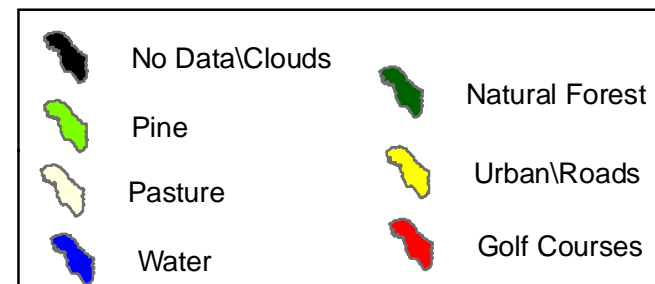 No Data\Clouds
Pine
Pasture
Water
Natural Forest
Urban\Roads
Golf Courses